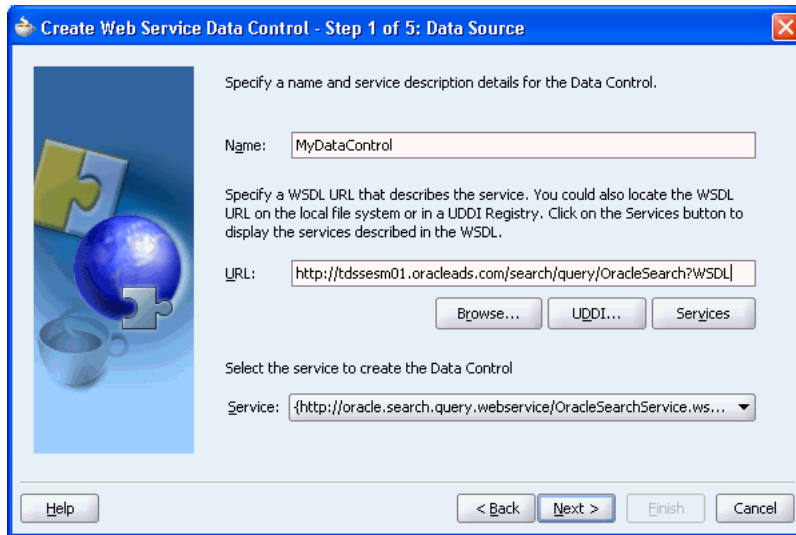 Create Web Service Data Control - Step 1 of 5: Data Source
Specify a name and service description details for the Data Control.
Name: MyDataControl
Specify a WSDL URL that describes the service. You could also locate the WSDL
URL on the local file system or in a UDDI Registry. Click on the Services button to
display the services described in the WSDL.
URL: http://tdssesm01.oracleads.com/search/query/OracleSearch?WSDL
Browse... UDDI... Services
Select the service to create the Data Control
Service: {http://oracle.search.query.webservice/OracleSearchService.ws...
Help < Back Next > Finish Cancel